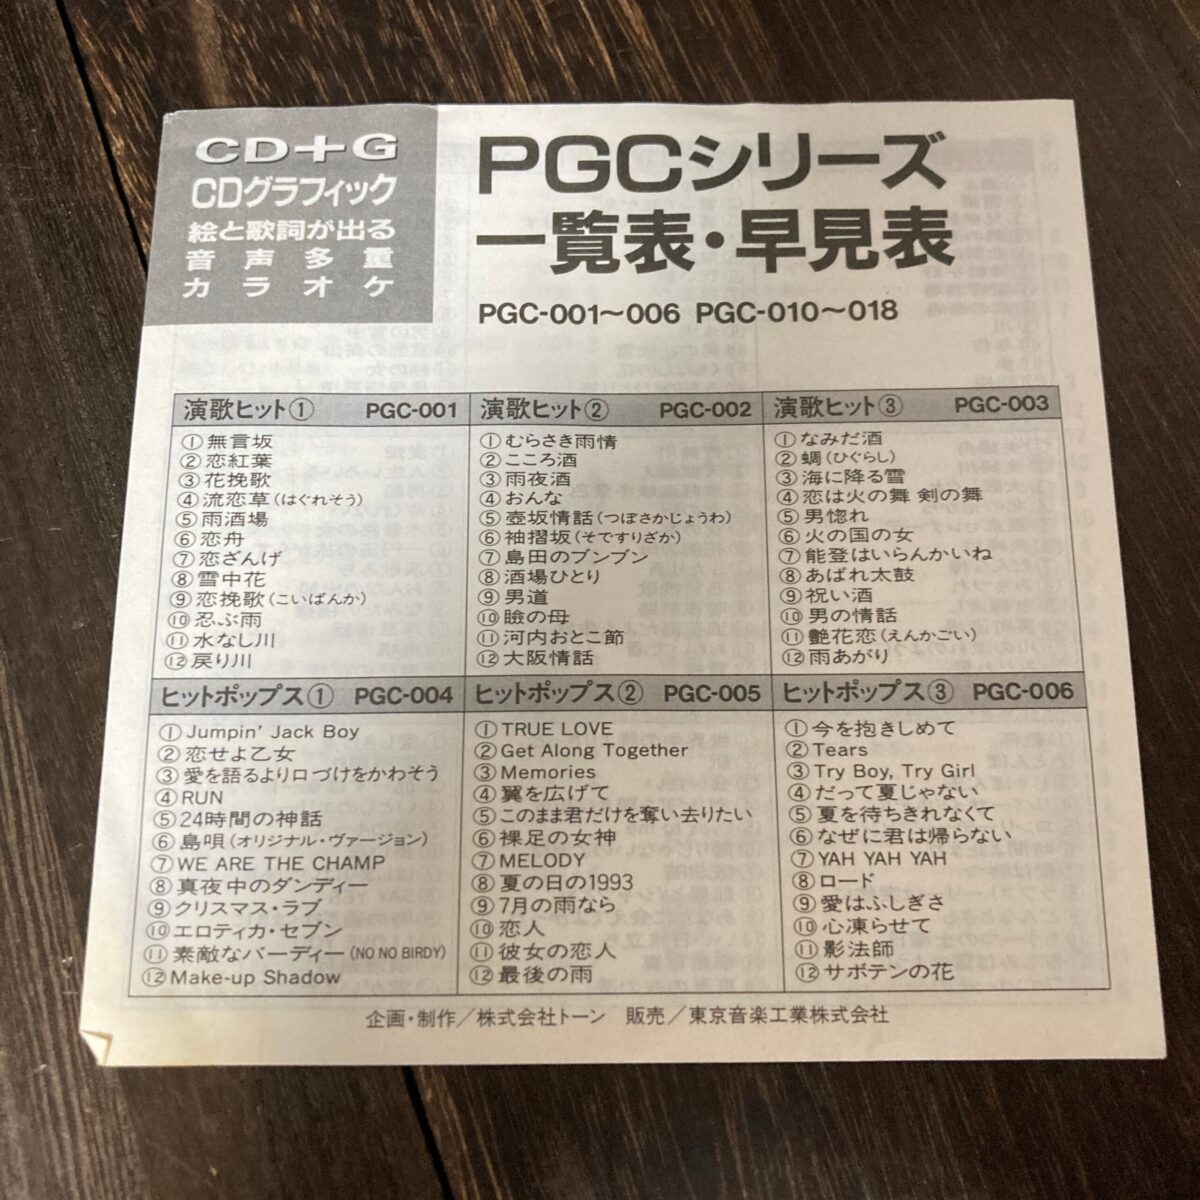 CD+G
CDグラフィック
絵と歌詞が出る
音声多重
カラオケ
PGCシリーズ
一覧表・早見表
PGC-001〜006 PGC-010〜018
演歌ヒット① PGC-001
①無言坂
②恋紅葉
③花挽歌
④流恋草(はぐれそう)
⑤雨酒場
⑥恋舟
⑦恋ざんげ
⑧雪中花
⑨恋挽歌(こいばんか)
⑩忍ぶ雨
⑪水なし川
⑫戻り川
演歌ヒット② PGC-002
①むらさき雨情
②こころ酒
③雨夜酒
④おんな
⑤壺坂情話(つぼさかじょうわ)
⑥袖摺坂(そですりざか)
⑦島田のブンブン
⑧酒場ひとり
⑨男道
⑩瞼の母
⑪河内おとこ節
⑫大阪情話
演歌ヒット③ PGC-003
①なみだ酒
②蜩(ひぐらし)
③海に降る雪
④恋は火の舞 剣の舞
⑤男惚れ
⑥火の国の女
⑦能登はいらんかいね
⑧あばれ太鼓
⑨祝い酒
⑩男の情話
⑪艶花恋(えんかごい)
⑫雨あがり
ヒットポップス① PGC-004
①Jumpin' Jack Boy
②恋せよ乙女
③愛を語るより口づけをかわそう
④RUN
⑤24時間の神話
⑥島唄(オリジナル・ヴァージョン)
⑦WE ARE THE CHAMP
⑧真夜中のダンディー
⑨クリスマス・ラブ
⑩エロティカ・セブン
⑪素敵なバーディー(NO NO BIRDY)
⑫Make-up Shadow
ヒットポップス② PGC-005
①TRUE LOVE
②Get Along Together
③Memories
④翼を広げて
⑤このまま君だけを奪い去りたい
⑥裸足の女神
⑦MELODY
⑧夏の日の1993
⑨7月の雨なら
⑩恋人
⑪彼女の恋人
⑫最後の雨
ヒットポップス③ PGC-006
①今を抱きしめて
②Tears
③Try Boy, Try Girl
④だって夏じゃない
⑤夏を待ちきれなくて
⑥なぜに君は帰らない
⑦YAH YAH YAH
⑧ロード
⑨愛はふしぎさ
⑩心凍らせて
⑪影法師
⑫サボテンの花
企画・制作／株式会社トーン 販売／東京音楽工業株式会社